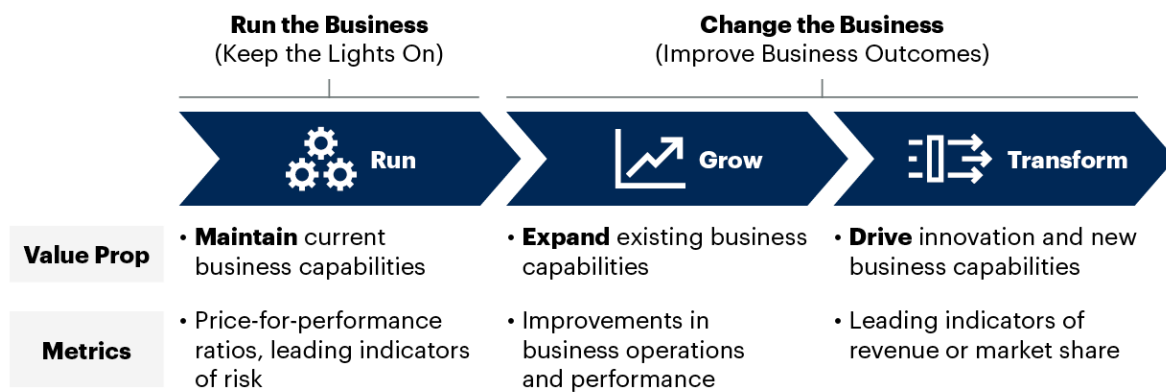 Run the Business
(Keep the Lights On)
Change the Business
(Improve Business Outcomes)
Run
Grow
Transform
Value Prop
• Maintain current
business capabilities
• Expand existing business
capabilities
• Drive innovation and new
business capabilities
Metrics
• Price-for-performance
ratios, leading indicators
of risk
• Improvements in
business operations
and performance
• Leading indicators of
revenue or market share